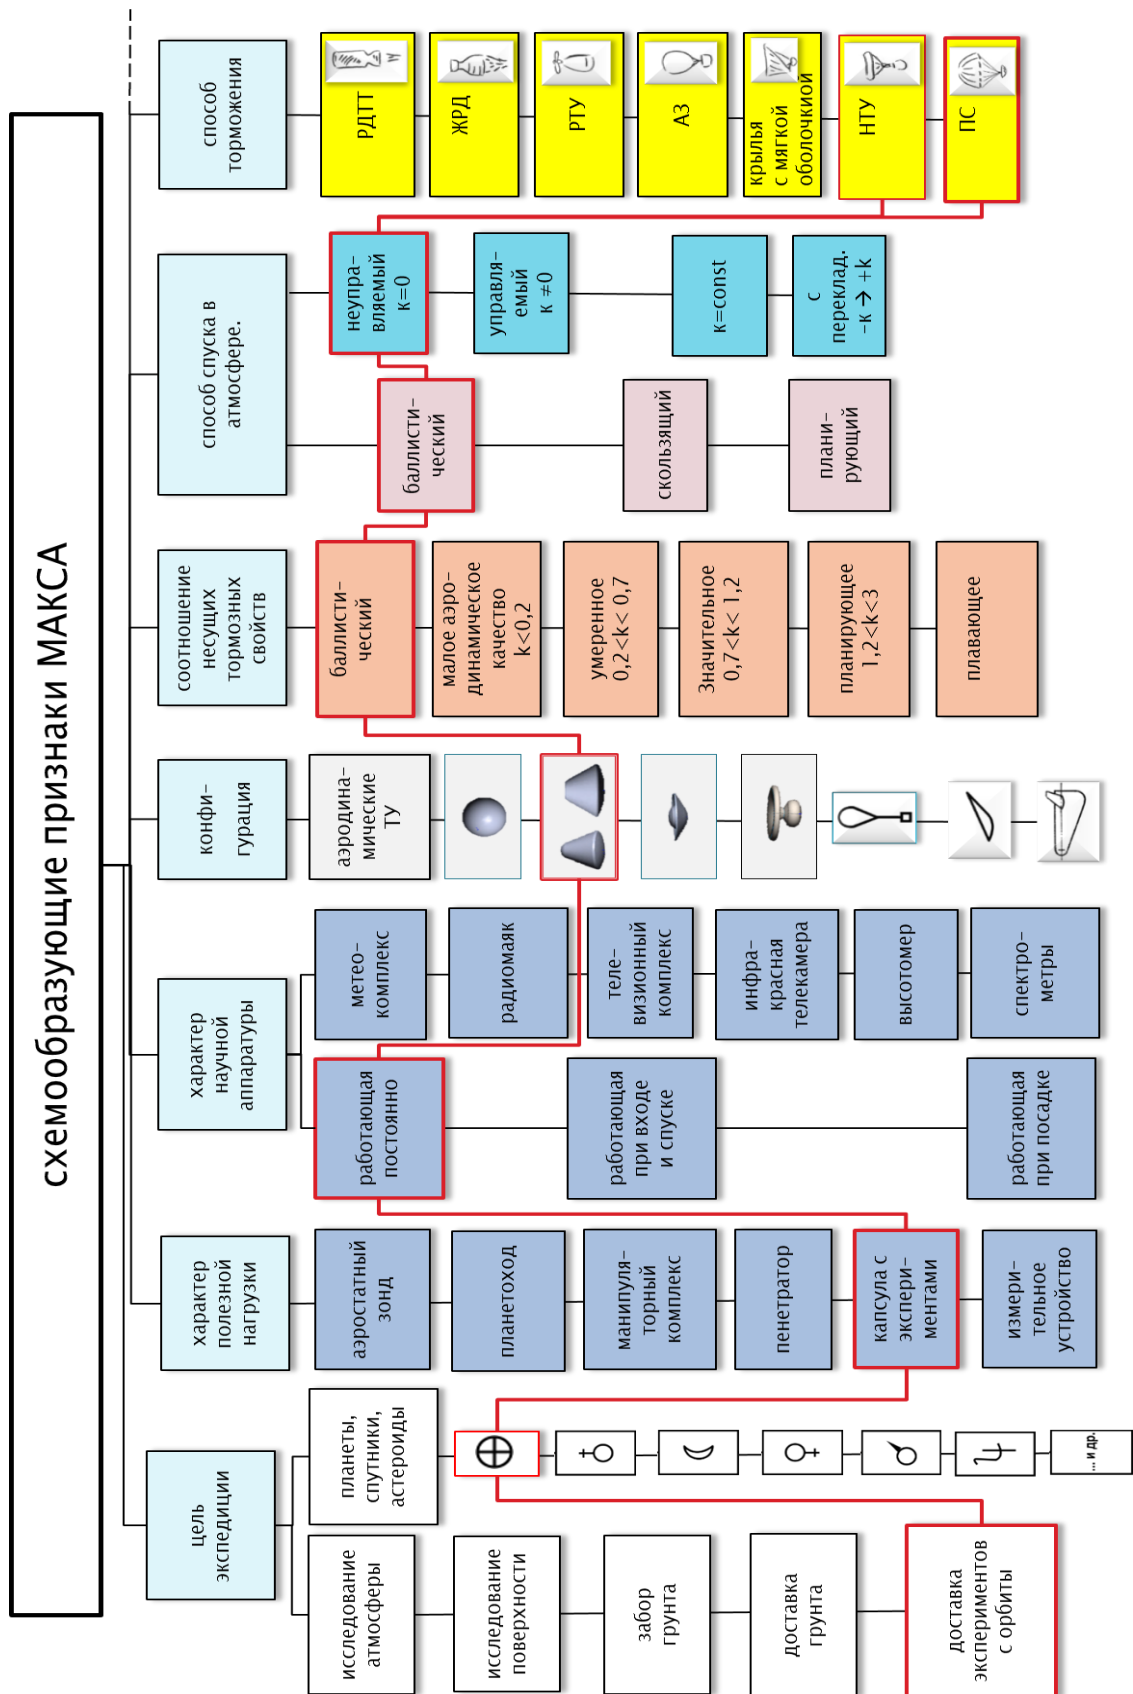 схемообразующие признаки МАКСА
цель
экспедиции
исследование
атмосферы
исследование
поверхности
забор
грунта
доставка
грунта
доставка
экспериментов
с орбиты
планеты,
спутники,
астероиды
... и др.
характер
полезной
нагрузки
аэростатный
зонд
планетоход
манипуля-
торный
комплекс
пенетратор
капсула с
экспери-
ментами
измери-
тельное
устройство
характер
научной
аппаратуры
работающая
постоянно
работающая
при входе
и спуске
работающая
при посадке
метео-
комплекс
радиомаяк
теле-
визионный
комплекс
инфра-
красная
телекамера
высотомер
спектро-
метры
конфи-
гурация
аэродина-
мические
ТУ
соотношение
несущих
тормозных
свойств
баллисти-
ческий
малое аэро-
динамическое
качество
k<0,2
умеренное
0,2<k< 0,7
Значительное
0,7<k< 1,2
планирующее
1,2<k<3
плавающее
способ спуска в
атмосфере.
баллисти-
ческий
скользящий
плани-
рующий
неупра-
вляемый
к=0
управля-
емый
к ≠0
к=const
с
переклад.
-к → +k
способ
торможения
РДТТ
ЖРД
РТУ
АЗ
крылья
с мягкой
оболочкиой
НТУ
ПС